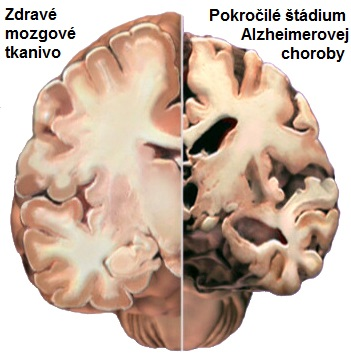 Zdravé
mozgové
tkanivo
Pokročilé štádium
Alzheimerovej
choroby